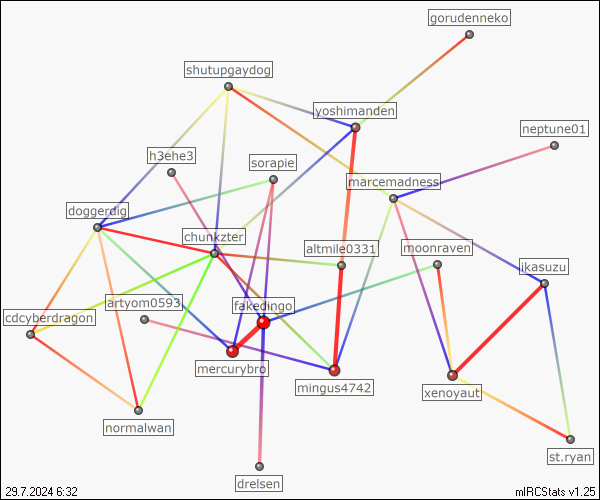 gorudenneko
shutupgaydog
yoshimanden
neptune01
h3ehe3
sorapie
marcemadness
doggerdig
chunkzter
altmile0331
moonraven
ikasuzu
artyom0593
fakedingo
cdcyberdragon
mercurybro
mingus4742
xenoyaut
normalwan
st.ryan
drelsen
29.7.2024 6:32
mIRCStats v1.25